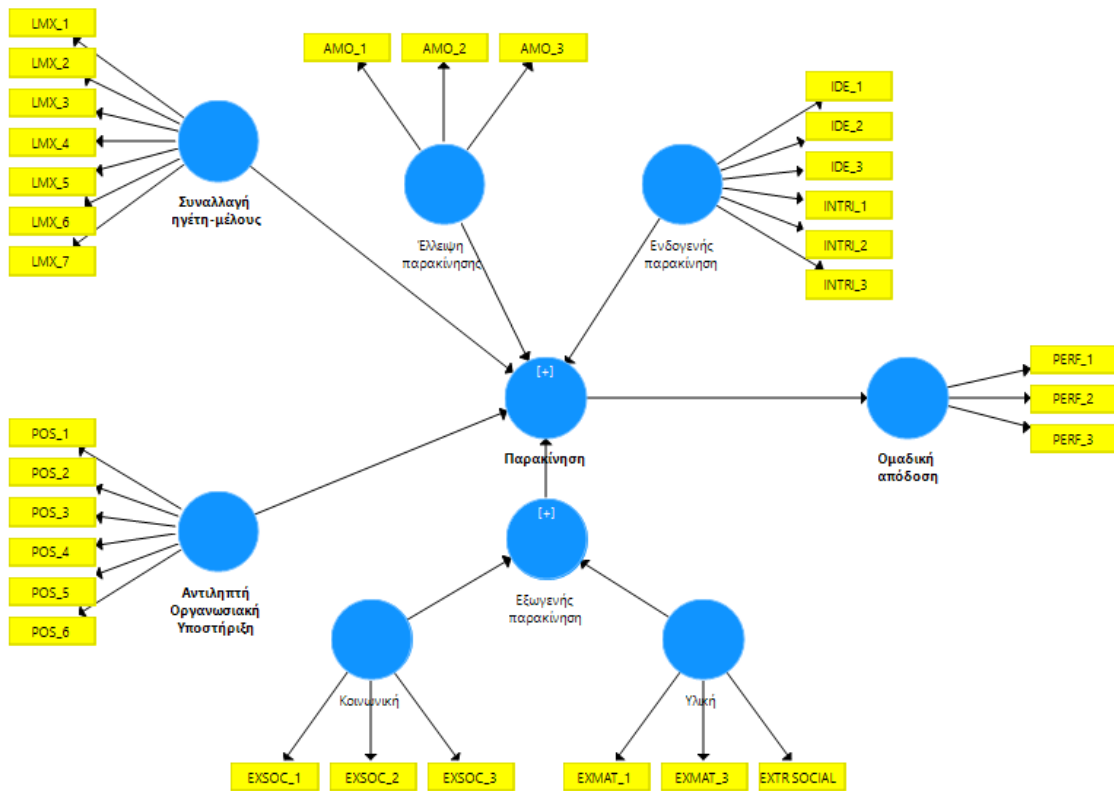 LMX_1
LMX_2
LMX_3
LMX_4
LMX_5
LMX_6
LMX_7
Συναλλαγή
ηγέτη-μέλους
AMO_1
AMO_2
AMO_3
Έλλειψη
παρακίνησης
IDE_1
IDE_2
IDE_3
INTRI_1
INTRI_2
INTRI_3
Ενδογενής
παρακίνηση
[+]
Παρακίνηση
PERF_1
PERF_2
PERF_3
Ομαδική
απόδοση
POS_1
POS_2
POS_3
POS_4
POS_5
POS_6
Αντιληπτή
Οργανωσιακή
Υποστήριξη
[+]
Εξωγενής
παρακίνηση
Κοινωνική
Υλική
EXSOC_1
EXSOC_2
EXSOC_3
EXMAT_1
EXMAT_3
EXTR SOCIAL